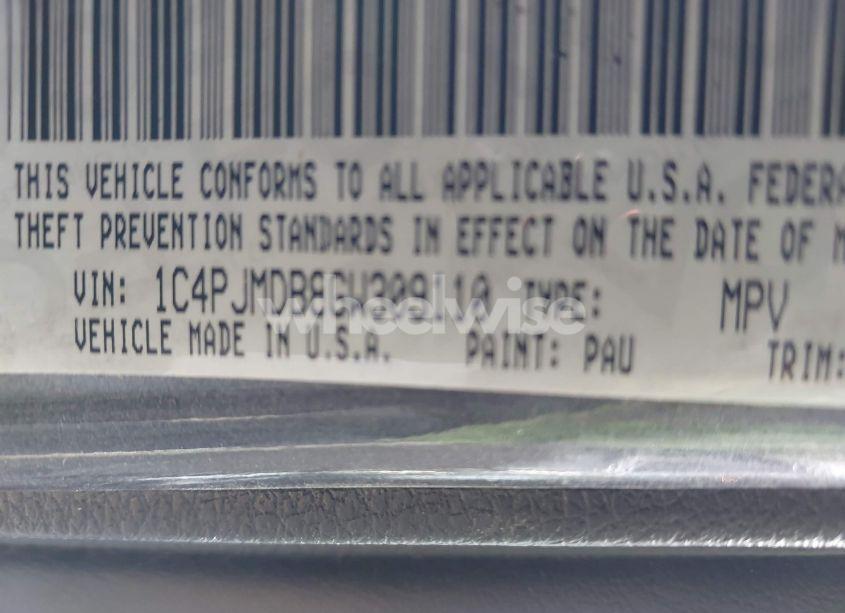 THIS VEHICLE CONFORMS TO ALL APPLICABLE U.S.A. FEDERA
THEFT PREVENTION STANDARDS IN EFFECT ON THE DATE OF M
VIN: TYPE: MPV
VEHICLE MADE IN U.S.A. PAINT: PAU TRIM:
wheelwise